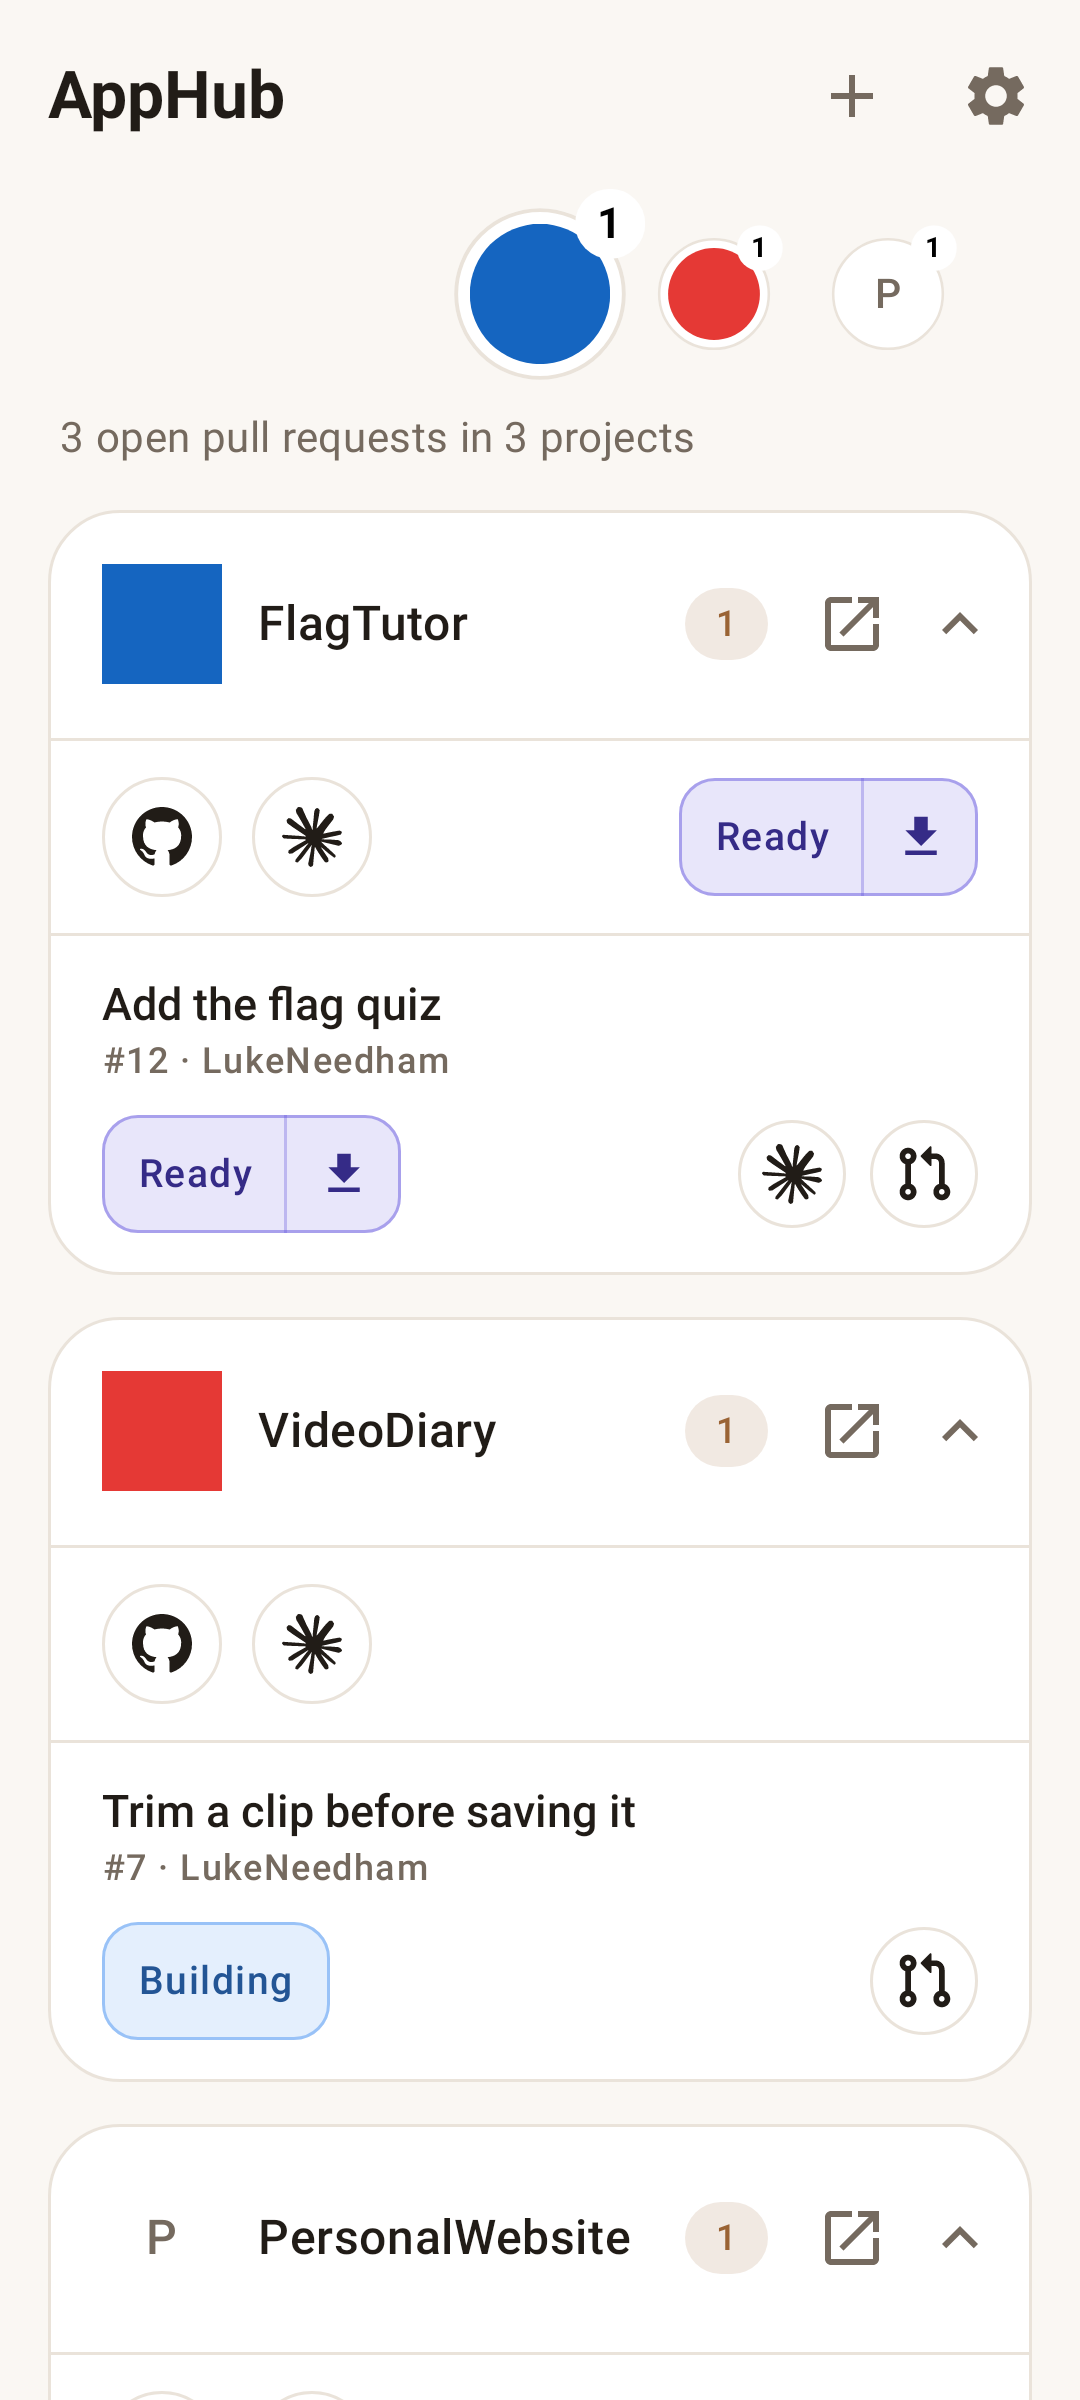 AppHub
1
1
1
P
3 open pull requests in 3 projects
FlagTutor
1
Ready
Add the flag quiz
#12 · LukeNeedham
Ready
VideoDiary
1
Trim a clip before saving it
#7 · LukeNeedham
Building
P
PersonalWebsite
1